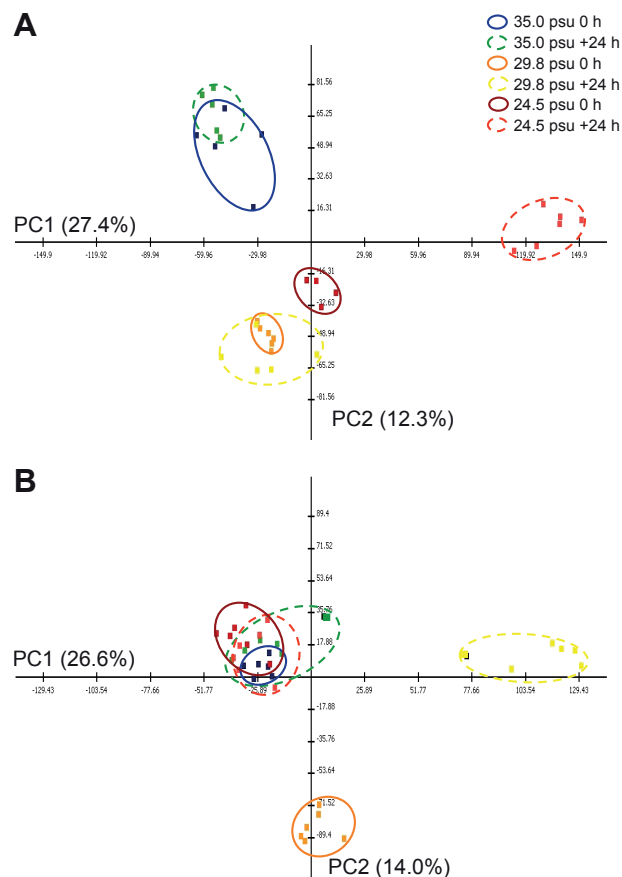 A
35.0 psu 0 h
35.0 psu +24 h
29.8 psu 0 h
29.8 psu +24 h
24.5 psu 0 h
24.5 psu +24 h
81.56
65.25
48.94
32.63
16.31
PC1 (27.4%)
-149.9 -119.92 -89.94 -59.96 -29.98 29.98 59.96 89.94 119.92 149.9
-16.31
-32.63
-48.94
-65.25
-81.56
PC2 (12.3%)
B
89.4
71.52
53.64
35.76
17.88
PC1 (26.6%)
-129.43 -103.54 -77.66 -51.77 -25.89 25.89 51.77 77.66 103.54 129.43
-17.88
-35.76
-53.64
-71.52
-89.4
PC2 (14.0%)